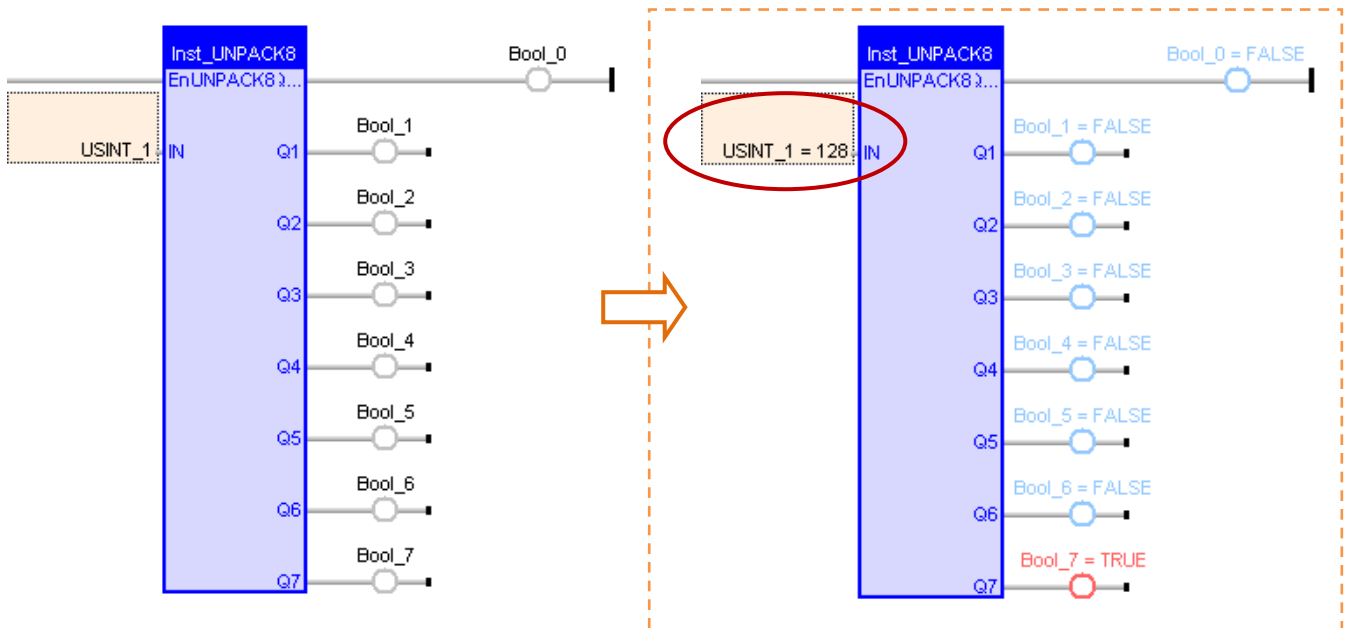 Inst_UNPACK8
Bool_0
EnUNPACK8
Bool_1
USINT_1
IN
Q1
Bool_2
Q2
Bool_3
Q3
Bool_4
Q4
Bool_5
Q5
Bool_6
Q6
Bool_7
Q7
Inst_UNPACK8
Bool_0 = FALSE
EnUNPACK8
Bool_1 = FALSE
USINT_1 = 128
IN
Q1
Bool_2 = FALSE
Q2
Bool_3 = FALSE
Q3
Bool_4 = FALSE
Q4
Bool_5 = FALSE
Q5
Bool_6 = FALSE
Q6
Bool_7 = TRUE
Q7